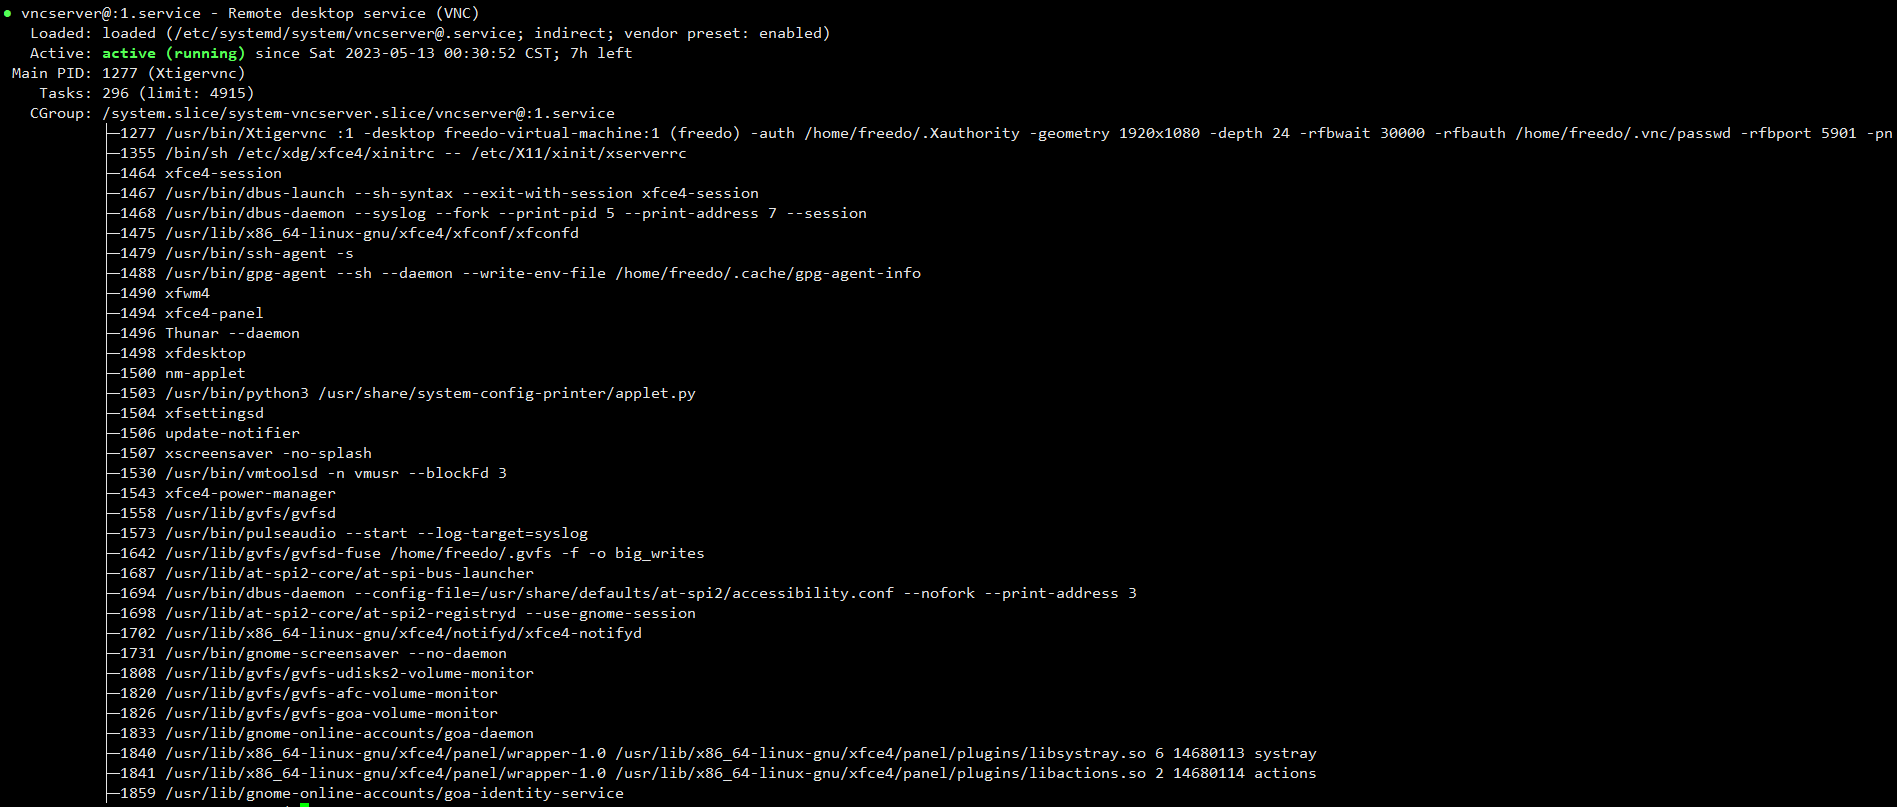 ● vncserver@:1.service - Remote desktop service (VNC)
Loaded: loaded (/etc/systemd/system/vncserver@.service; indirect; vendor preset: enabled)
Active: active (running) since Sat 2023-05-13 00:30:52 CST; 7h left
Main PID: 1277 (Xtigervnc)
Tasks: 296 (limit: 4915)
CGroup: /system.slice/system-vncserver.slice/vncserver@:1.service
├─1277 /usr/bin/Xtigervnc :1 -desktop freedo-virtual-machine:1 (freedo) -auth /home/freedo/.Xauthority -geometry 1920x1080 -depth 24 -rfbwait 30000 -rfbauth /home/freedo/.vnc/passwd -rfbport 5901 -pn
├─1355 /bin/sh /etc/xdg/xfce4/xinitrc -- /etc/X11/xinit/xserverrc
├─1464 xfce4-session
├─1467 /usr/bin/dbus-launch --sh-syntax --exit-with-session xfce4-session
├─1468 /usr/bin/dbus-daemon --syslog --fork --print-pid 5 --print-address 7 --session
├─1475 /usr/lib/x86_64-linux-gnu/xfce4/xfconf/xfconfd
├─1479 /usr/bin/ssh-agent -s
├─1488 /usr/bin/gpg-agent --sh --daemon --write-env-file /home/freedo/.cache/gpg-agent-info
├─1490 xfwm4
├─1494 xfce4-panel
├─1496 Thunar --daemon
├─1498 xfdesktop
├─1500 nm-applet
├─1503 /usr/bin/python3 /usr/share/system-config-printer/applet.py
├─1504 xfsettingsd
├─1506 update-notifier
├─1507 xscreensaver -no-splash
├─1530 /usr/bin/vmtoolsd -n vmusr --blockFd 3
├─1543 xfce4-power-manager
├─1558 /usr/lib/gvfs/gvfsd
├─1573 /usr/bin/pulseaudio --start --log-target=syslog
├─1642 /usr/lib/gvfs/gvfsd-fuse /home/freedo/.gvfs -f -o big_writes
├─1687 /usr/lib/at-spi2-core/at-spi-bus-launcher
├─1694 /usr/bin/dbus-daemon --config-file=/usr/share/defaults/at-spi2/accessibility.conf --nofork --print-address 3
├─1698 /usr/lib/at-spi2-core/at-spi2-registryd --use-gnome-session
├─1702 /usr/lib/x86_64-linux-gnu/xfce4/notifyd/xfce4-notifyd
├─1731 /usr/bin/gnome-screensaver --no-daemon
├─1808 /usr/lib/gvfs/gvfs-udisks2-volume-monitor
├─1820 /usr/lib/gvfs/gvfs-afc-volume-monitor
├─1826 /usr/lib/gvfs/gvfs-goa-volume-monitor
├─1833 /usr/lib/gnome-online-accounts/goa-daemon
├─1840 /usr/lib/x86_64-linux-gnu/xfce4/panel/wrapper-1.0 /usr/lib/x86_64-linux-gnu/xfce4/panel/plugins/libsystray.so 6 14680113 systray
├─1841 /usr/lib/x86_64-linux-gnu/xfce4/panel/wrapper-1.0 /usr/lib/x86_64-linux-gnu/xfce4/panel/plugins/libactions.so 2 14680114 actions
├─1859 /usr/lib/gnome-online-accounts/goa-identity-service